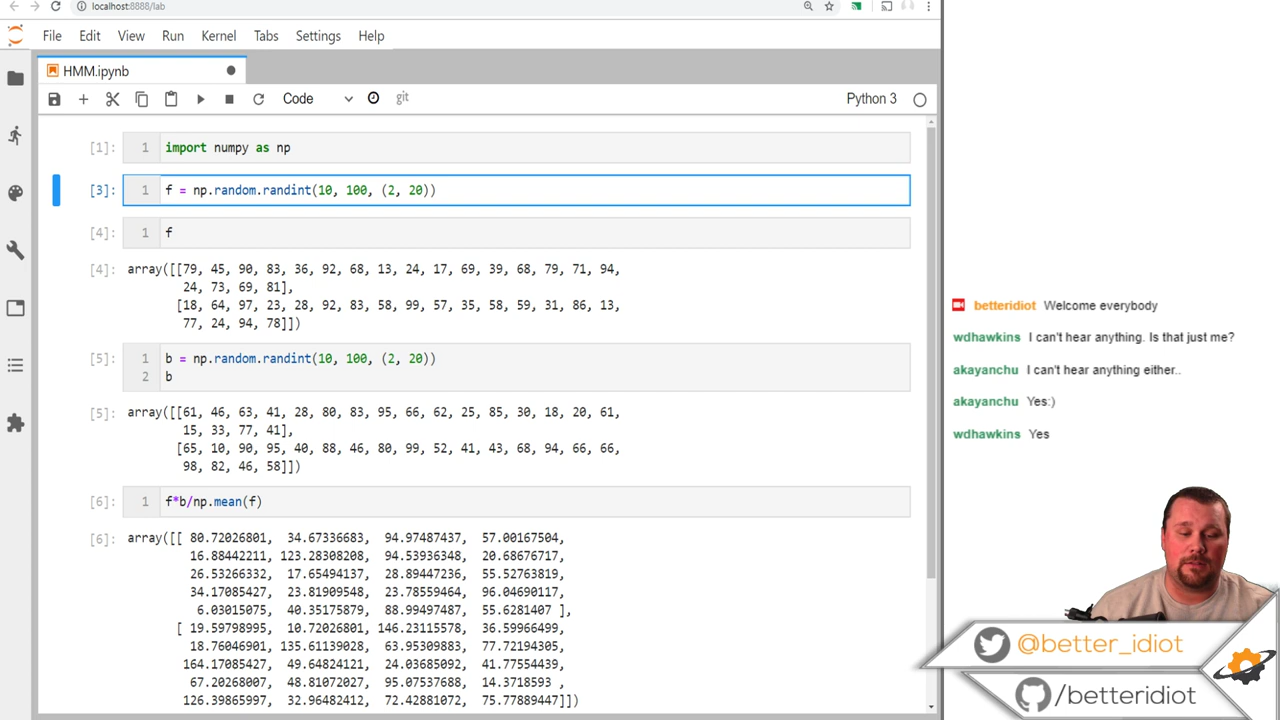 localhost:8888/lab
File Edit View Run Kernel Tabs Settings Help
HMM.ipynb
Code git Python 3
[1]: 1 import numpy as np
[3]: 1 f = np.random.randint(10, 100, (2, 20))
[4]: 1 f
[4]: array([[79, 45, 90, 83, 36, 92, 68, 13, 24, 17, 69, 39, 68, 79, 71, 94,
24, 73, 69, 81],
[18, 64, 97, 23, 28, 92, 83, 58, 99, 57, 35, 58, 59, 31, 86, 13,
77, 24, 94, 78]])
[5]: 1 b = np.random.randint(10, 100, (2, 20))
2 b
[5]: array([[61, 46, 63, 41, 28, 80, 83, 95, 66, 62, 25, 85, 30, 18, 20, 61,
15, 33, 77, 41],
[65, 10, 90, 95, 40, 88, 46, 80, 99, 52, 41, 43, 68, 94, 66, 66,
98, 82, 46, 58]])
[6]: 1 f*b/np.mean(f)
[6]: array([[ 80.72026801, 34.67336683, 94.97487437, 57.00167504,
16.88442211, 123.28308208, 94.53936348, 20.68676717,
26.53266332, 17.65494137, 28.89447236, 55.52763819,
34.17085427, 23.81909548, 23.78559464, 96.04690117,
6.03015075, 40.35175879, 88.99497487, 55.6281407 ],
[ 19.59798995, 10.72026801, 146.23115578, 36.59966499,
18.76046901, 135.61139028, 63.95309883, 77.72194305,
164.17085427, 49.64824121, 24.03685092, 41.77554439,
67.20268007, 48.81072027, 95.07537688, 14.3718593 ,
126.39865997, 32.96482412, 72.42881072, 75.77889447]])
betteridiot Welcome everybody
wdhawkins I can't hear anything. Is that just me?
akayanchu I can't hear anything either..
akayanchu Yes:)
wdhawkins Yes
@better_idiot
/betteridiot